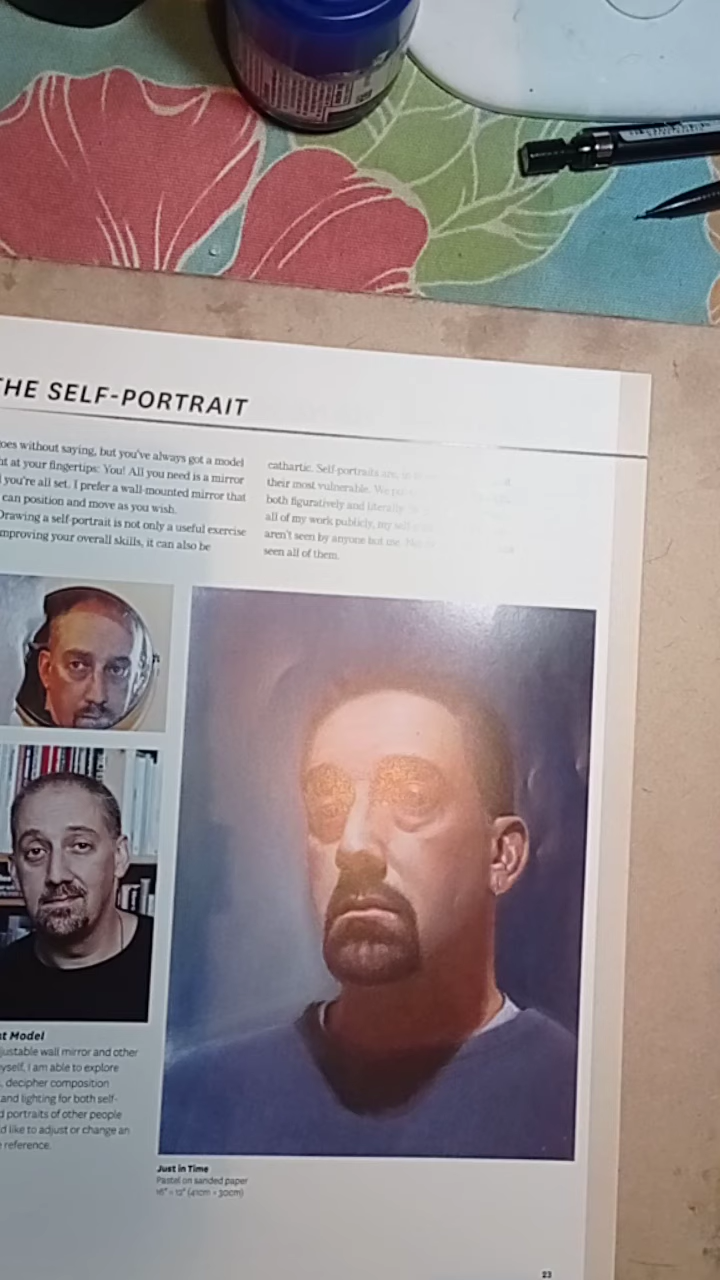 THE SELF-PORTRAIT
oes without saying, but you've always got a model
at your fingertips: You! All you need is a mirror
you're all set. I prefer a wall-mounted mirror that
can position and move as you wish.
Drawing a self-portrait is not only a useful exercise
mproving your overall skills, it can also be
cathartic. Self-portraits are, in
their most vulnerable. We put
both figuratively and literally
all of my work publicly, my self
aren't seen by anyone but me.
seen all of them.
t Model
justable wall mirror and other
yself, I am able to explore
, decipher composition
and lighting for both self-
d portraits of other people
d like to adjust or change an
reference.
Just in Time
Pastel on sanded paper
16" × 12" (41cm × 30cm)
23